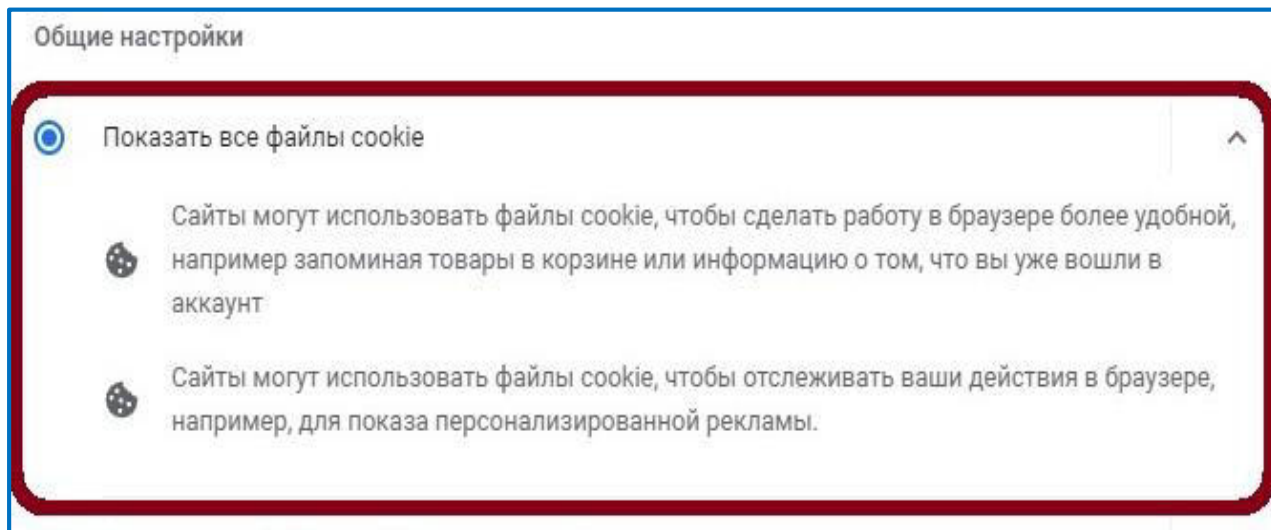 Общие настройки
Показать все файлы cookie
Сайты могут использовать файлы cookie, чтобы сделать работу в браузере более удобной,
например запоминая товары в корзине или информацию о том, что вы уже вошли в
аккаунт
Сайты могут использовать файлы cookie, чтобы отслеживать ваши действия в браузере,
например, для показа персонализированной рекламы.